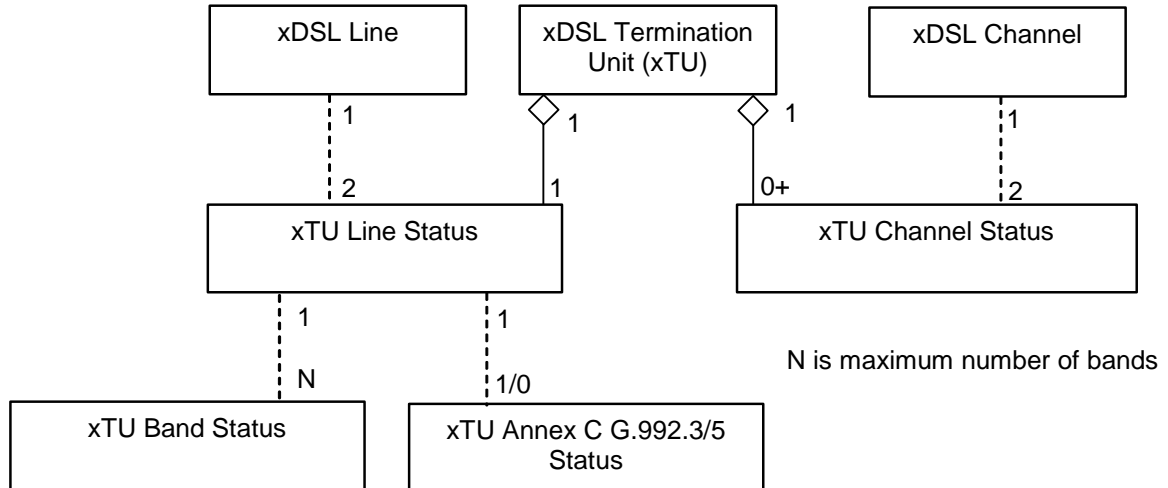 xDSL Line
xDSL Termination
Unit (xTU)
xDSL Channel
1
1
1
1
2
1
0+
2
xTU Line Status
xTU Channel Status
1
1
N is maximum number of bands
N
1/0
xTU Band Status
xTU Annex C G.992.3/5
Status